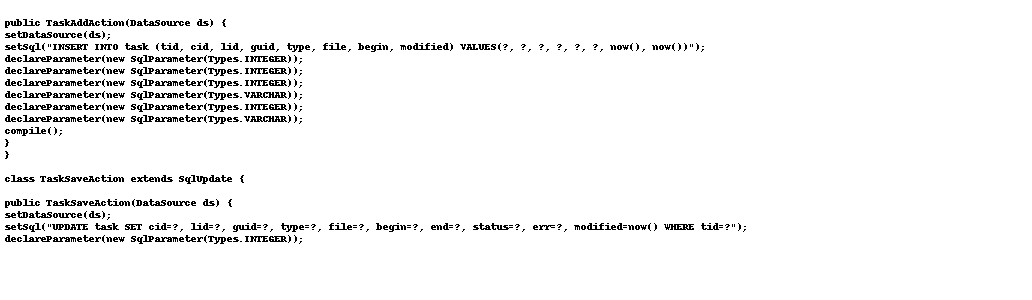 public TaskAddAction(DataSource ds) {
setDataSource(ds);
setSql("INSERT INTO task (tid, cid, lid, guid, type, file, begin, modified) VALUES(?, ?, ?, ?, ?, ?, now(), now())");
declareParameter(new SqlParameter(Types.INTEGER));
declareParameter(new SqlParameter(Types.INTEGER));
declareParameter(new SqlParameter(Types.INTEGER));
declareParameter(new SqlParameter(Types.VARCHAR));
declareParameter(new SqlParameter(Types.INTEGER));
declareParameter(new SqlParameter(Types.VARCHAR));
compile();
}
}
class TaskSaveAction extends SqlUpdate {
public TaskSaveAction(DataSource ds) {
setDataSource(ds);
setSql("UPDATE task SET cid=?, lid=?, guid=?, type=?, file=?, begin=?, end=?, status=?, err=?, modified=now() WHERE tid=?");
declareParameter(new SqlParameter(Types.INTEGER));